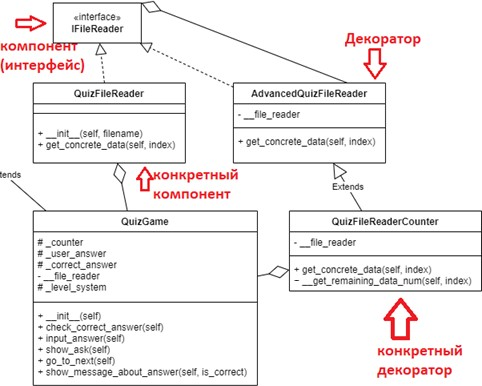 «interface»
IFileReader
компонент
(интерфейс)
Декоратор
QuizFileReader
+ __init__(self, filename)
+ get_concrete_data(self, index)
AdvancedQuizFileReader
- __file_reader
+ get_concrete_data(self, index)
конкретный
компонент
tends
Extends
QuizGame
# _counter
# _user_answer
# _correct_answer
- __file_reader
# _level_system
+ __init__(self)
+ check_correct_answer(self)
+ input_answer(self)
+ show_ask(self)
+ go_to_next(self)
+ show_message_about_answer(self, is_correct)
QuizFileReaderCounter
- __file_reader
+ get_concrete_data(self, index)
- __get_remaining_data_num(self, index)
конкретный
декоратор